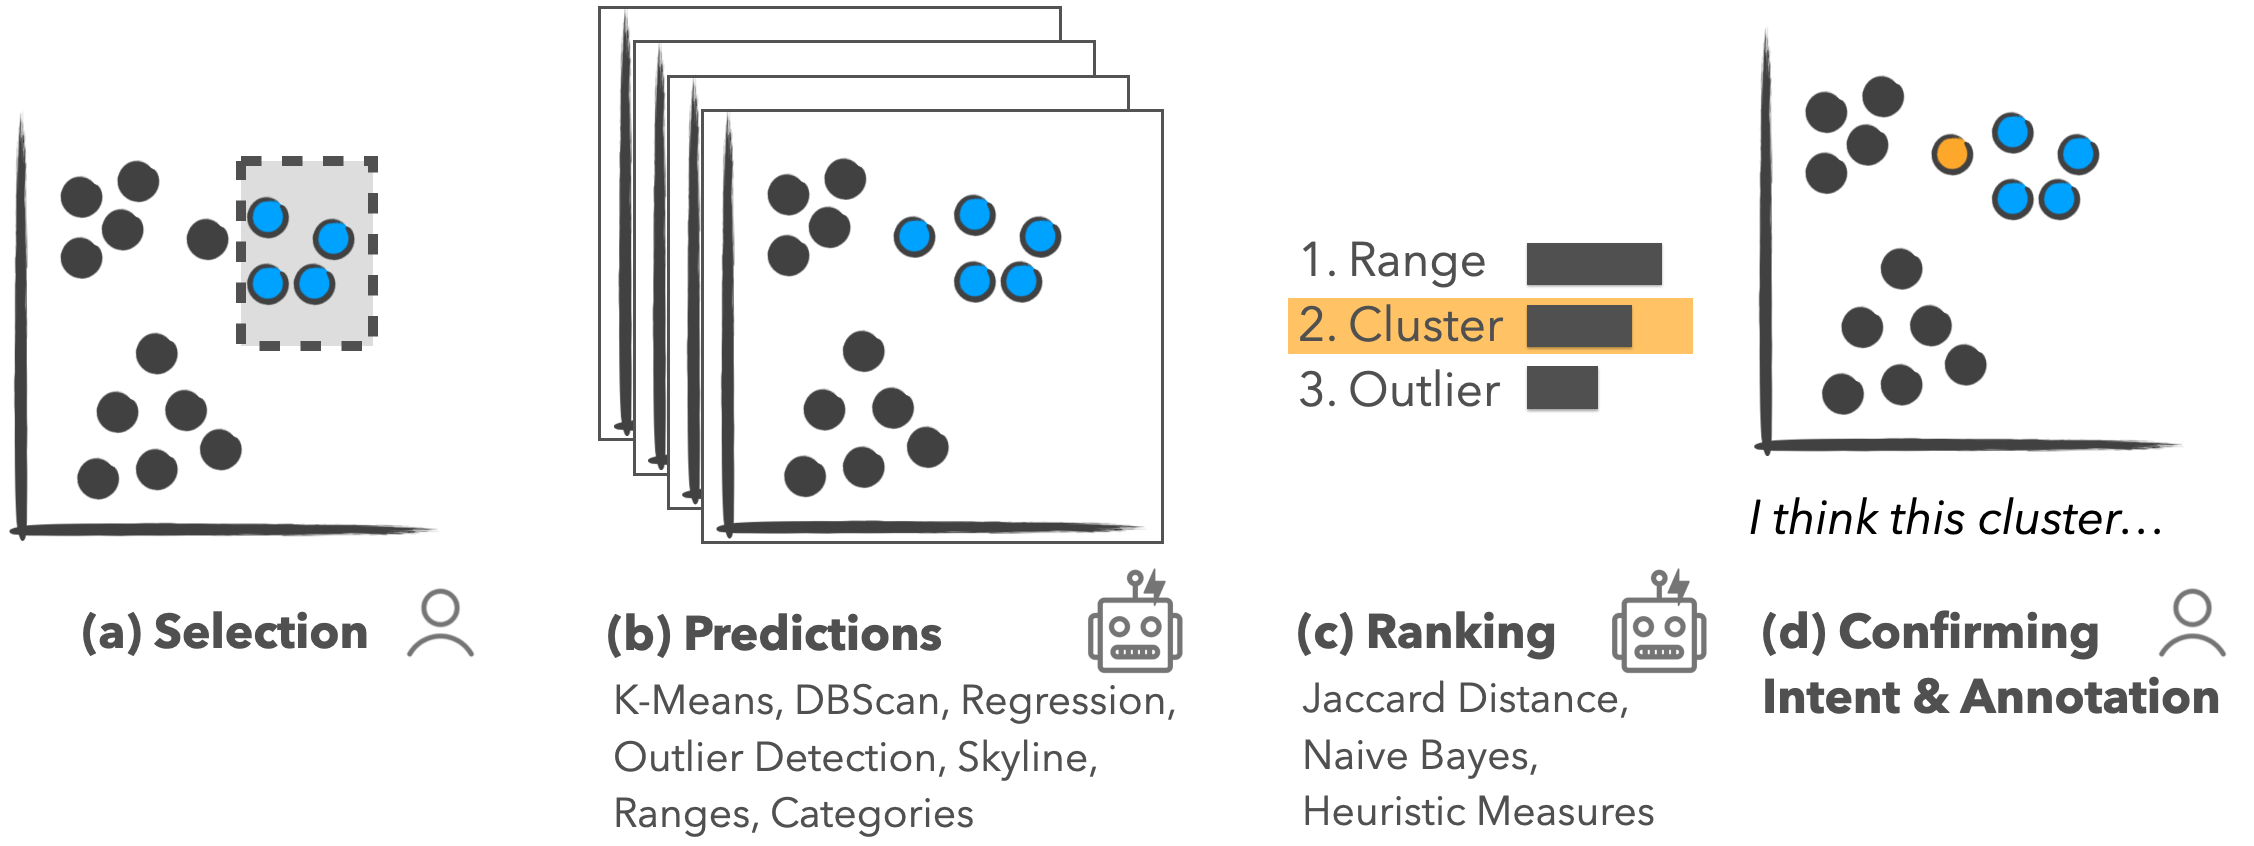 1. Range
2. Cluster
3. Outlier
I think this cluster...
(a) Selection
(b) Predictions
K-Means, DBScan, Regression,
Outlier Detection, Skyline,
Ranges, Categories
(c) Ranking
Jaccard Distance,
Naive Bayes,
Heuristic Measures
(d) Confirming
Intent & Annotation